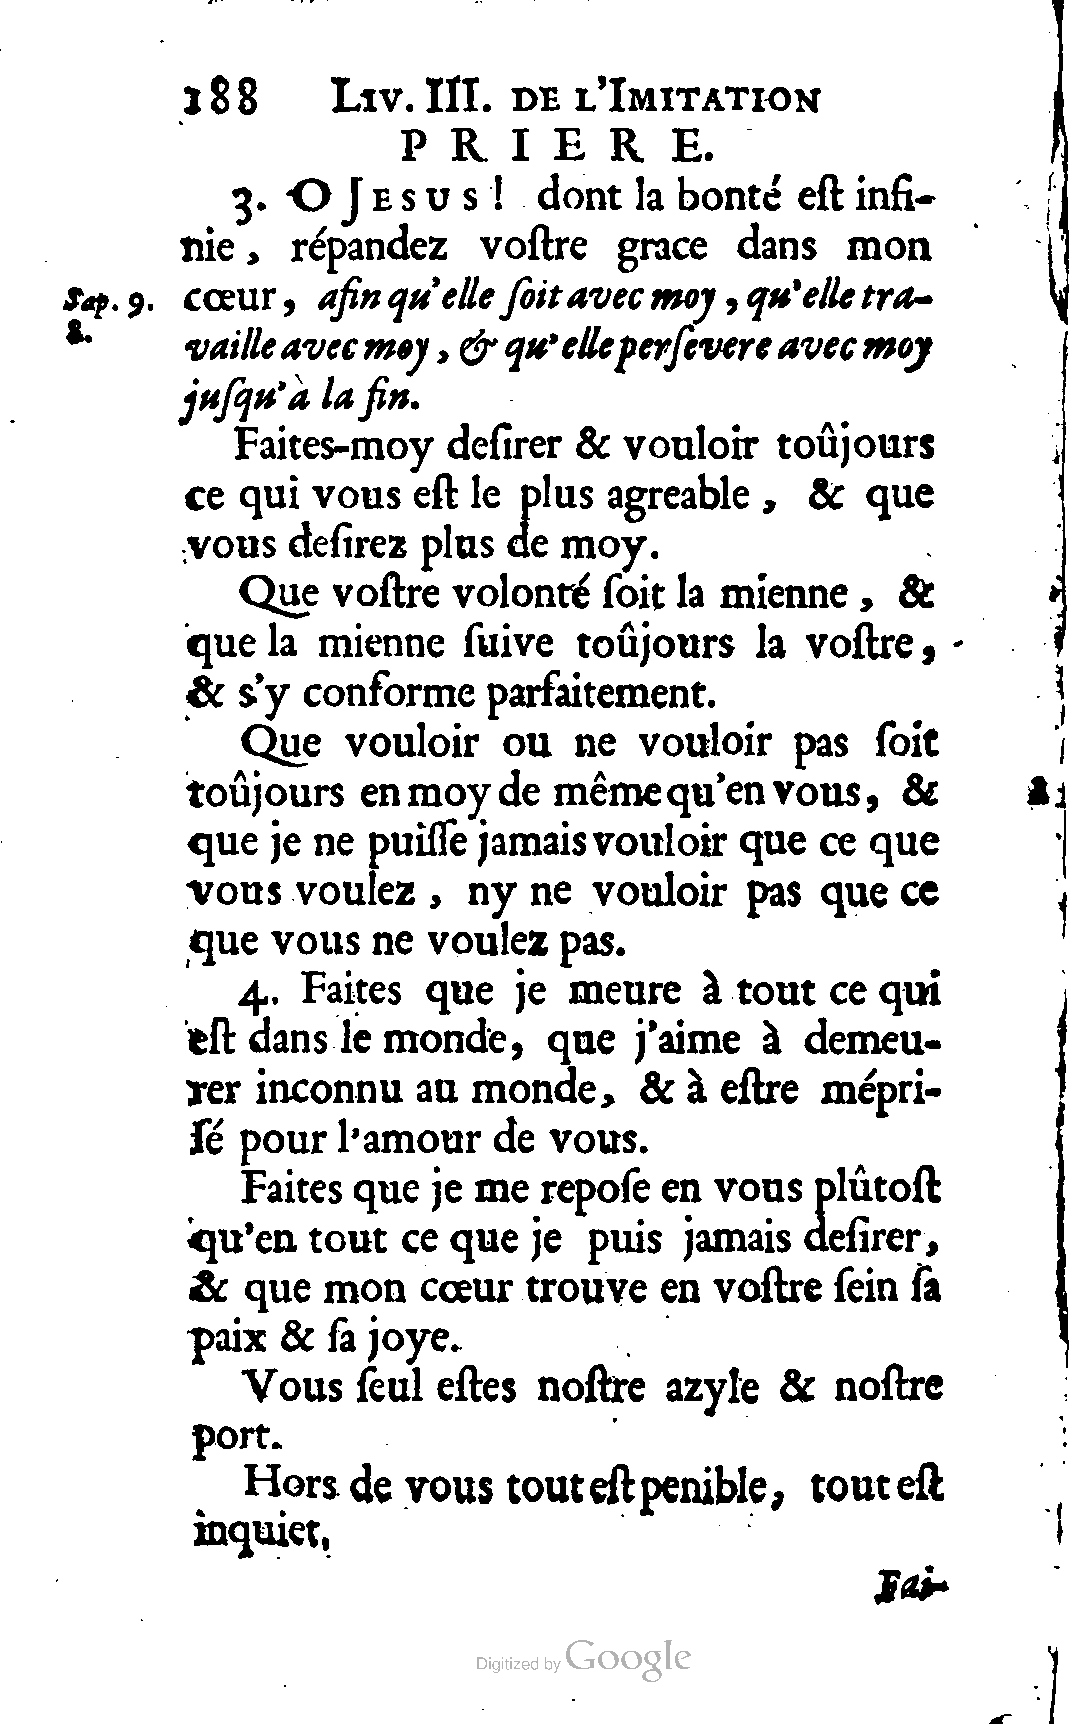 188 LIV. III. DE L'IMITATION
PRIERE.
3. O JESUS! dont la bonté eſt infi-
nie, répandez voſtre grace dans mon
Sap. 9. cœur, afin qu'elle ſoit avec moy, qu'elle tra-
vaille avec moy, & qu'elle perſevere avec moy
juſqu'à la fin.
Faites-moy deſirer & vouloir toûjours
ce qui vous eſt le plus agreable, & que
vous deſirez plus de moy.
Que voſtre volonté ſoit la mienne, &
que la mienne ſuive toûjours la voſtre,
& s'y conforme parfaitement.
Que vouloir ou ne vouloir pas ſoit
toûjours en moy de même qu'en vous, &
que je ne puiſſe jamais vouloir que ce que
vous voulez, ny ne vouloir pas que ce
que vous ne voulez pas.
4. Faites que je meure à tout ce qui
eſt dans le monde, que j'aime à demeu-
rer inconnu au monde, & à eſtre mépri-
ſé pour l'amour de vous.
Faites que je me repoſe en vous plûtoſt
qu'en tout ce que je puis jamais deſirer,
& que mon cœur trouve en voſtre ſein ſa
paix & ſa joye.
Vous ſeul eſtes noſtre azyle & noſtre
port.
Hors de vous tout eſt penible, tout eſt
inquiet,
Fai-
Digitized by Google